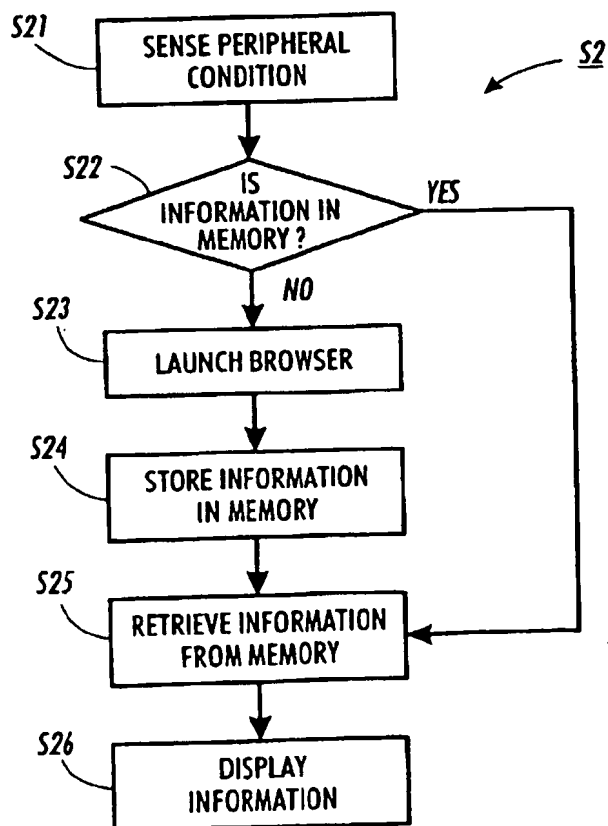 S21
SENSE PERIPHERAL
CONDITION
S2
S22
IS
INFORMATION IN
MEMORY ?
YES
NO
S23
LAUNCH BROWSER
S24
STORE INFORMATION
IN MEMORY
S25
RETRIEVE INFORMATION
FROM MEMORY
S26
DISPLAY
INFORMATION